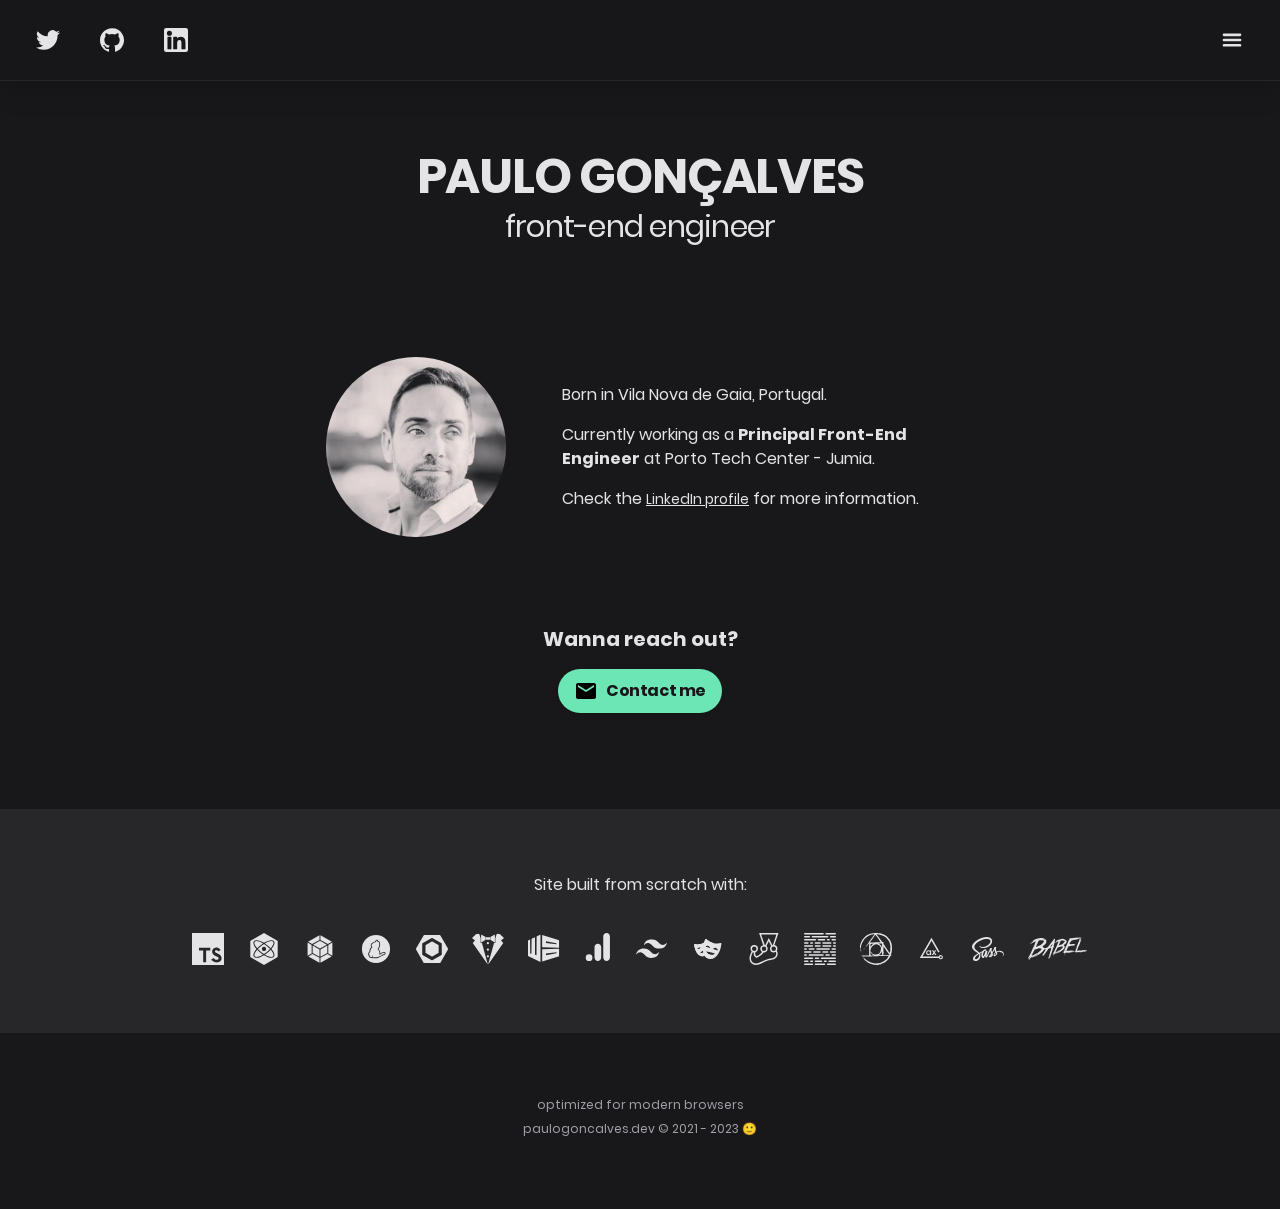 PAULO GONÇALVES
front-end engineer
Born in Vila Nova de Gaia, Portugal.
Currently working as a Principal Front-End
Engineer at Porto Tech Center - Jumia.
Check the LinkedIn profile for more information.
Wanna reach out?
Contact me
Site built from scratch with:
TS ax Sass BABEL
optimized for modern browsers
paulogoncalves.dev © 2021 - 2023 🙂